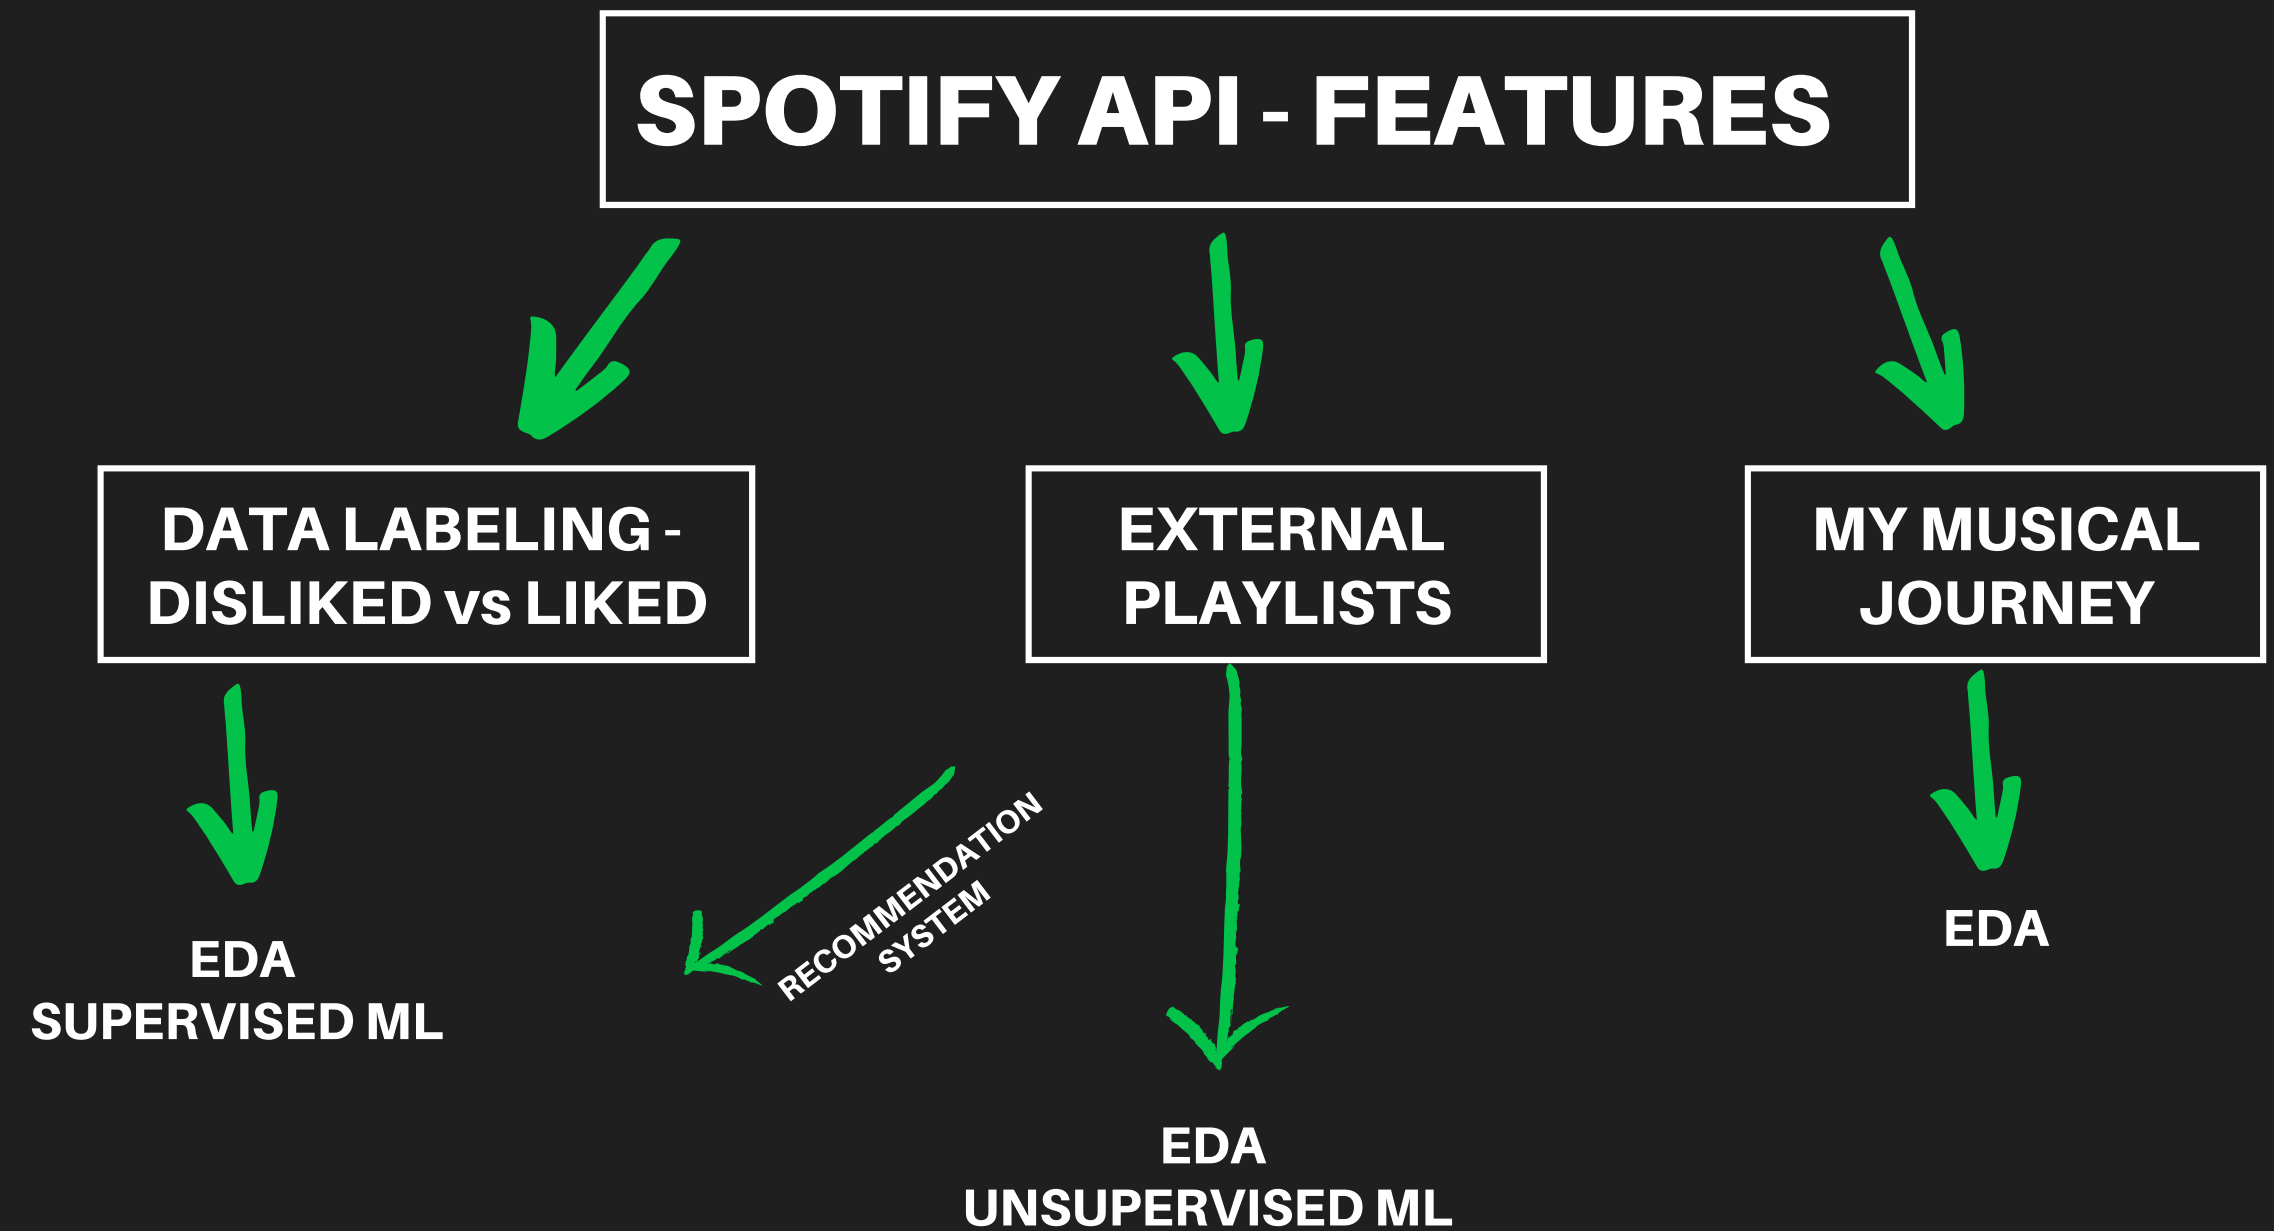 SPOTIFY API - FEATURES
DATA LABELING -
DISLIKED vs LIKED
EXTERNAL
PLAYLISTS
MY MUSICAL
JOURNEY
RECOMMENDATION
SYSTEM
EDA
SUPERVISED ML
EDA
UNSUPERVISED ML
EDA